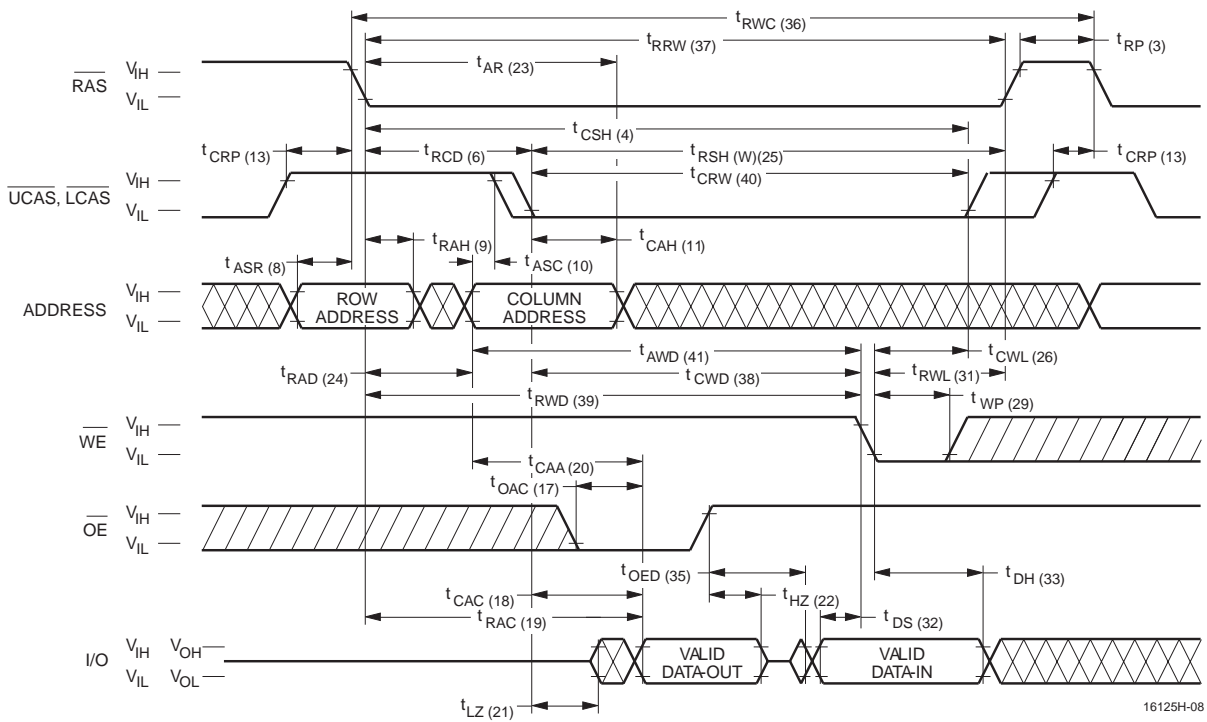 tRWC (36)
tRRW (37)
tRP (3)
tAR (23)
RAS VIH
VIL
tCSH (4)
tCRP (13) tRCD (6) tRSH (W)(25) tCRP (13)
tCRW (40)
UCAS, LCAS VIH
VIL
tRAH (9) tCAH (11)
tASR (8) tASC (10)
ADDRESS VIH
VIL
ROW
ADDRESS
COLUMN
ADDRESS
tAWD (41) tCWL (26)
tRAD (24) tCWD (38) tRWL (31)
tRWD (39) tWP (29)
WE VIH
VIL
tCAA (20)
tOAC (17)
OE VIH
VIL
tOED (35) tDH (33)
tCAC (18) tHZ (22)
tRAC (19) tDS (32)
I/O VIH VOH
VIL VOL
VALID
DATA-OUT
VALID
DATA-IN
tLZ (21)
16125H-08